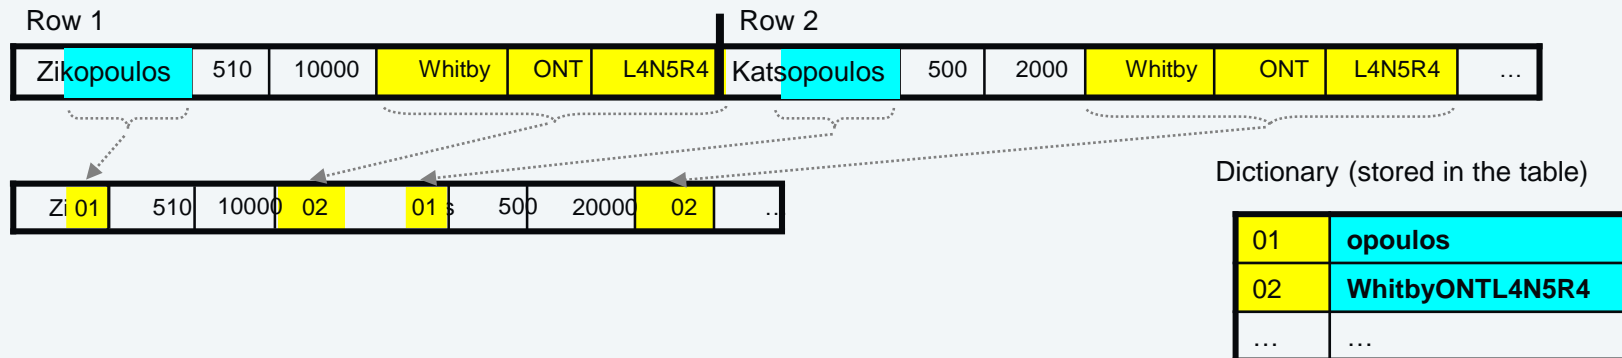 Row 1 Row 2
Zikopoulos 510 10000 Whitby ONT L4N5R4 Katsopoulos 500 2000 Whitby ONT L4N5R4 …
Dictionary (stored in the table)
Zi 01 510 10000 02 01 s 500 20000 02 …
01 opoulos
02 WhitbyONTL4N5R4
… …